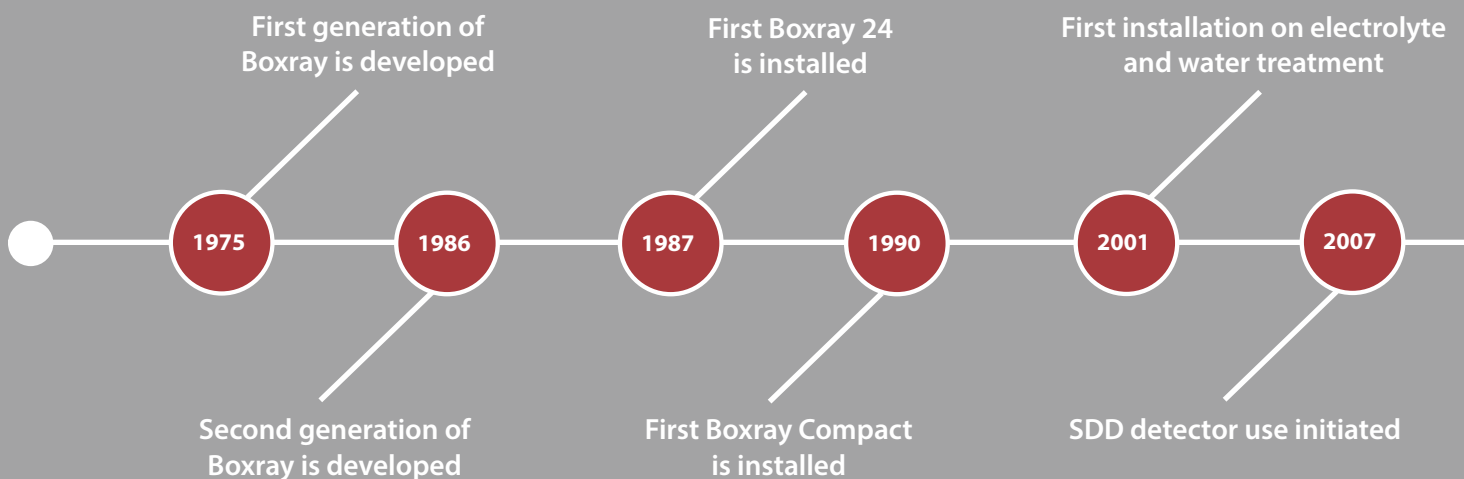 First generation of
Boxray is developed
First Boxray 24
is installed
First installation on electrolyte
and water treatment
1975
1986
1987
1990
2001
2007
Second generation of
Boxray is developed
First Boxray Compact
is installed
SDD detector use initiated